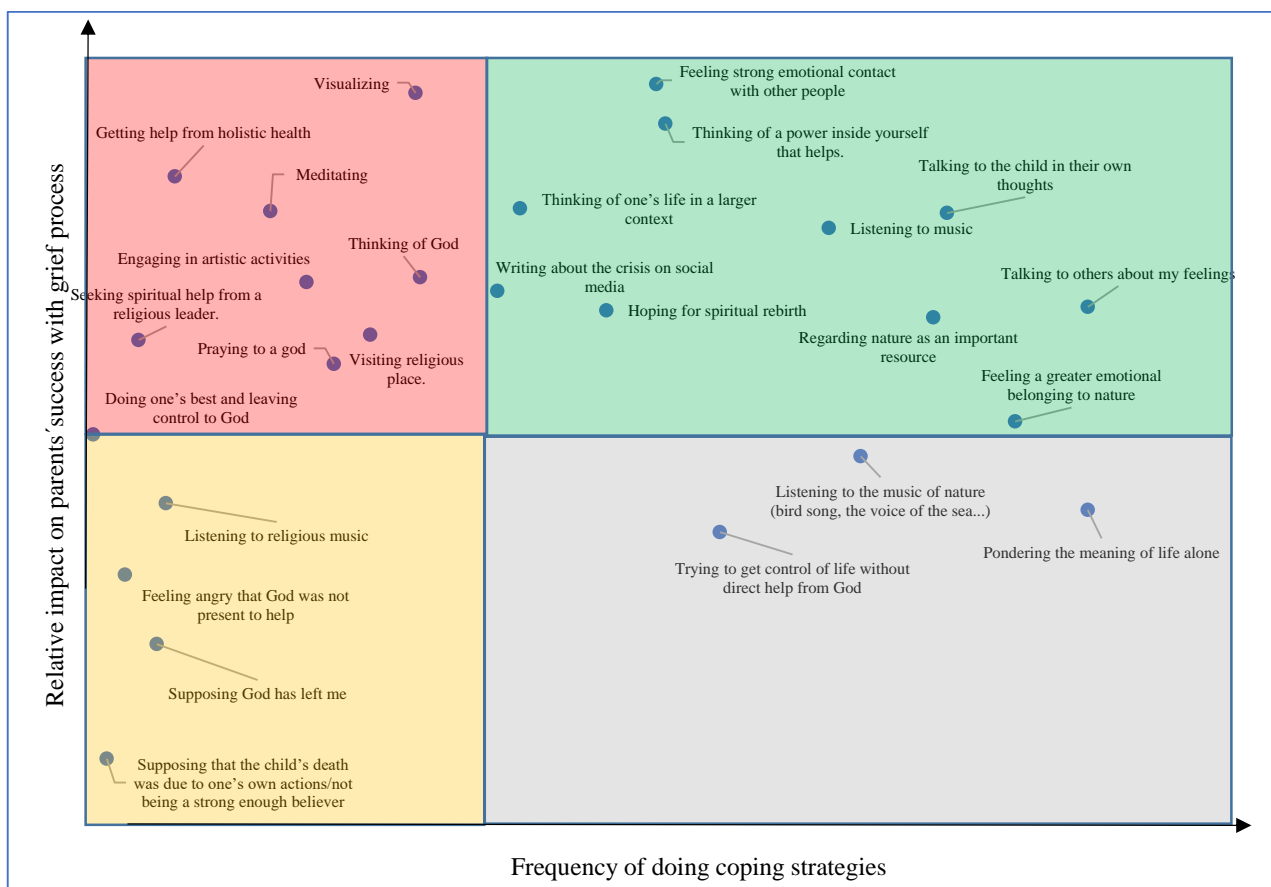 Visualizing
Feeling strong emotional contact
with other people
Getting help from holistic health
Thinking of a power inside yourself
that helps.
Meditating
Talking to the child in their own
thoughts
Thinking of one’s life in a larger
context
Listening to music
Thinking of God
Engaging in artistic activities
Writing about the crisis on social
media
Talking to others about my feelings
Seeking spiritual help from a
religious leader.
Hoping for spiritual rebirth
Praying to a god
Visiting religious
place.
Regarding nature as an important
resource
Feeling a greater emotional
belonging to nature
Doing one’s best and leaving
control to God
Listening to the music of nature
(bird song, the voice of the sea...)
Listening to religious music
Pondering the meaning of life alone
Trying to get control of life without
direct help from God
Feeling angry that God was not
present to help
Supposing God has left me
Supposing that the child’s death
was due to one’s own actions/not
being a strong enough believer
Relative impact on parents´success with grief process
Frequency of doing coping strategies